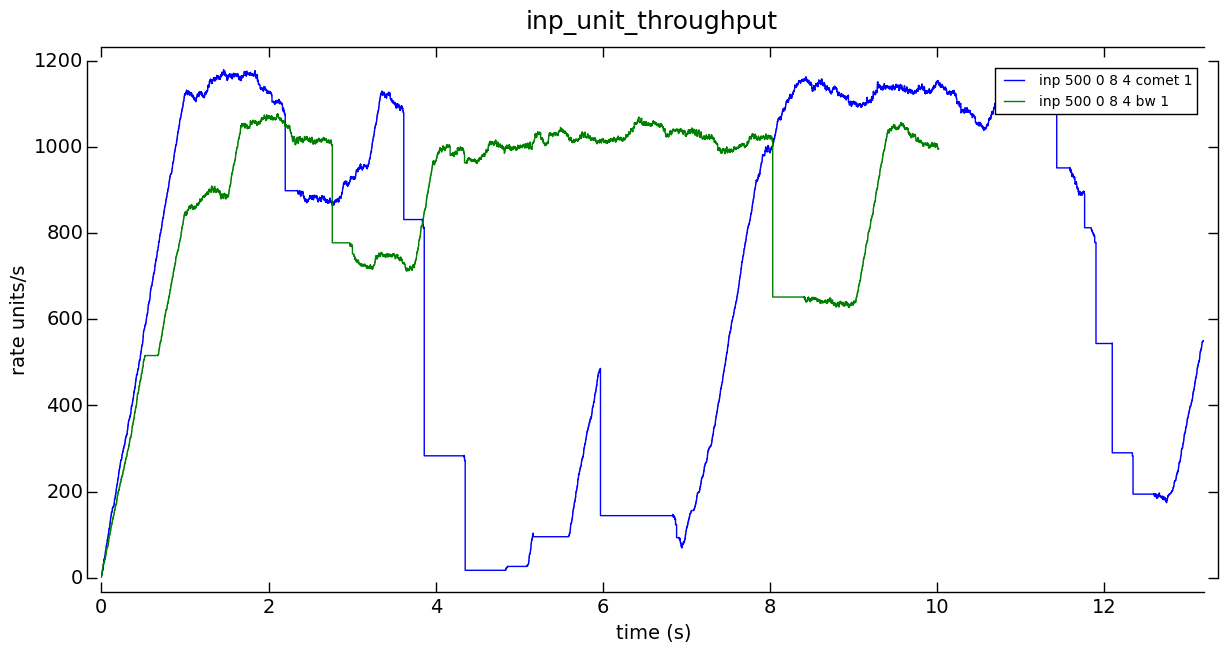 inp_unit_throughput
1200
1000
800
600
400
200
0
rate units/s
inp 500 0 8 4 comet 1
inp 500 0 8 4 bw 1
0 2 4 6 8 10 12
time (s)